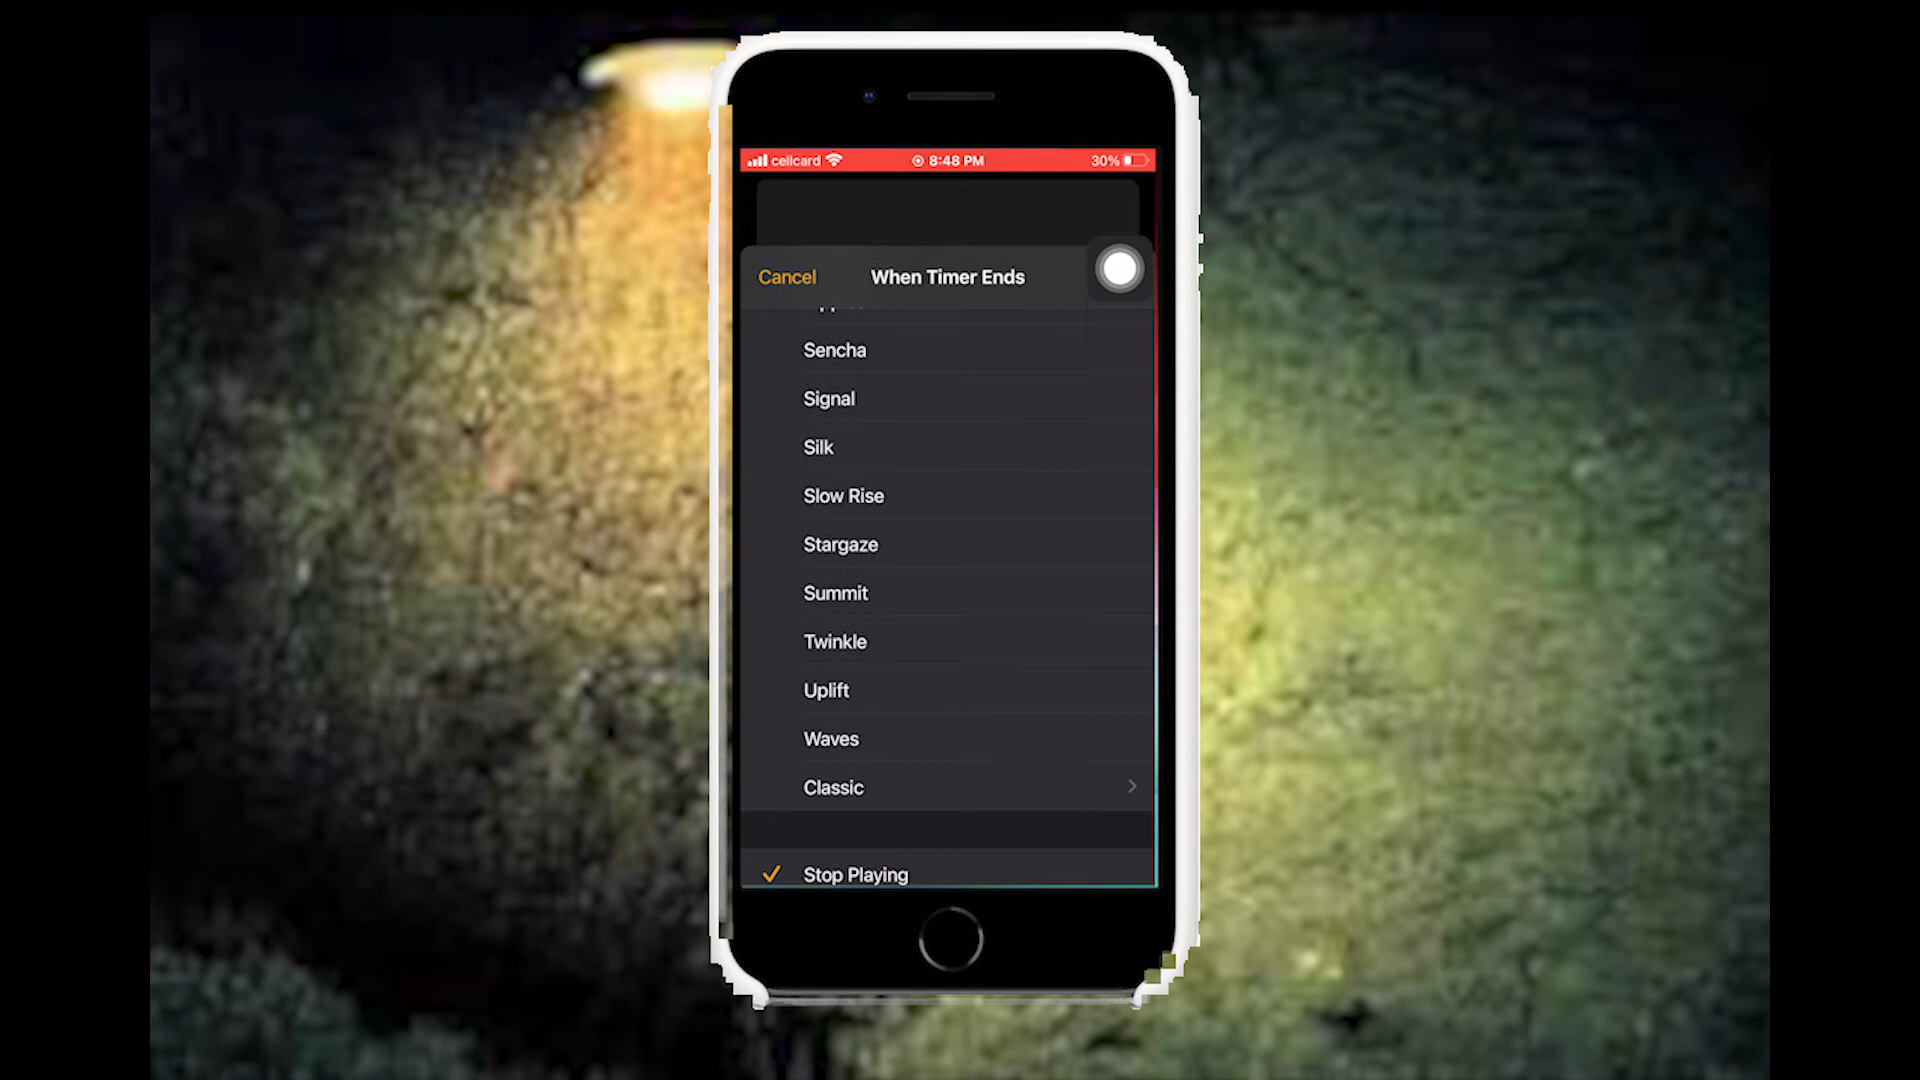 cellcard 8:48 PM 30%
Cancel When Timer Ends
Sencha
Signal
Silk
Slow Rise
Stargaze
Summit
Twinkle
Uplift
Waves
Classic
Stop Playing